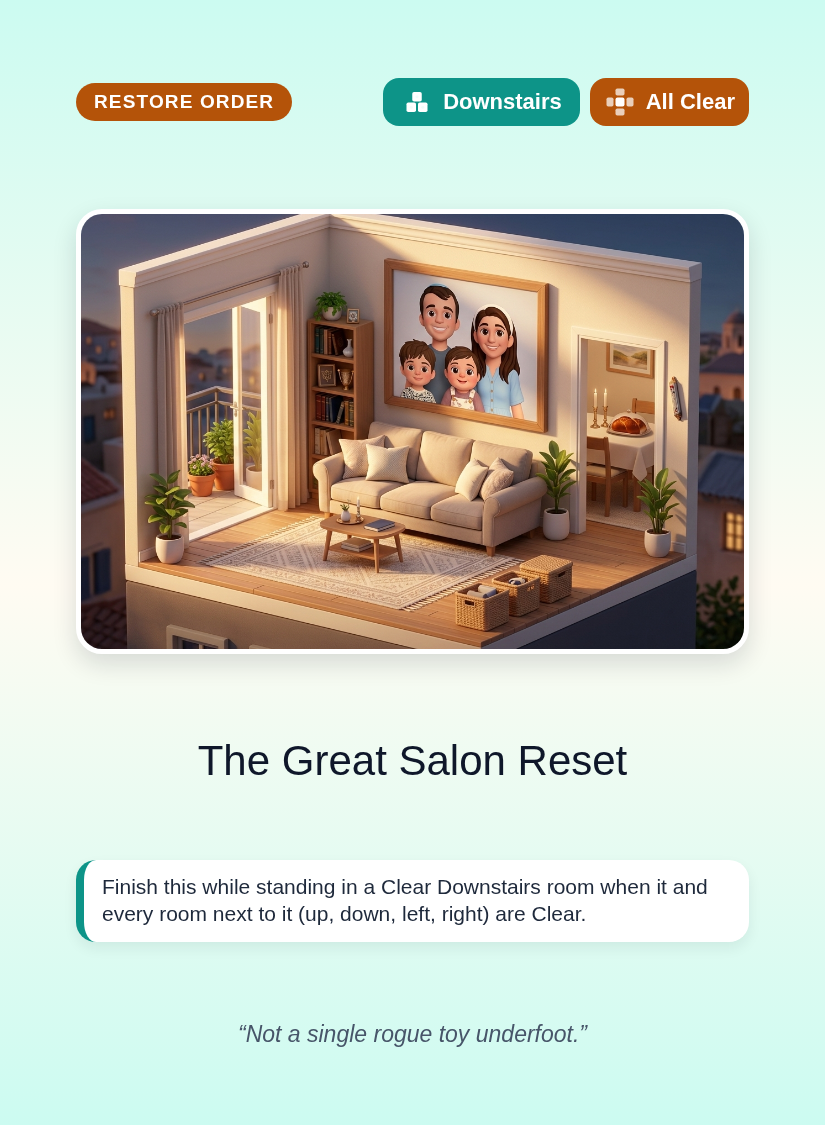 RESTORE ORDER
Downstairs
All Clear
The Great Salon Reset
Finish this while standing in a Clear Downstairs room when it and
every room next to it (up, down, left, right) are Clear.
“Not a single rogue toy underfoot.”